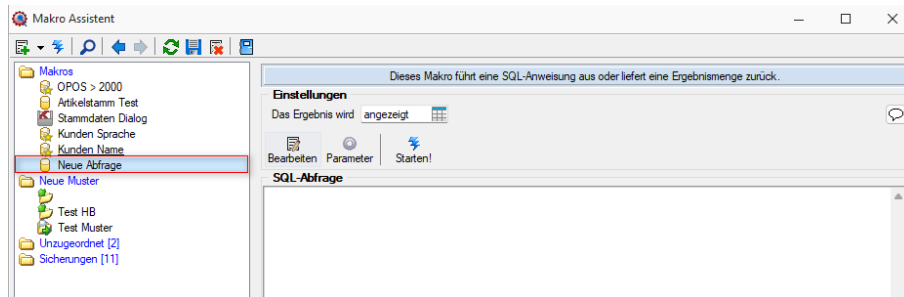 Makro Assistent
Makros
OPOS > 2000
Artikelstamm Test
Stammdaten Dialog
Kunden Sprache
Kunden Name
Neue Abfrage
Neue Muster
Test HB
Test Muster
Unzugeordnet [2]
Sicherungen [11]
Dieses Makro führt eine SQL-Anweisung aus oder liefert eine Ergebnismenge zurück.
Einstellungen
Das Ergebnis wird angezeigt
Bearbeiten Parameter Starten!
SQL-Abfrage